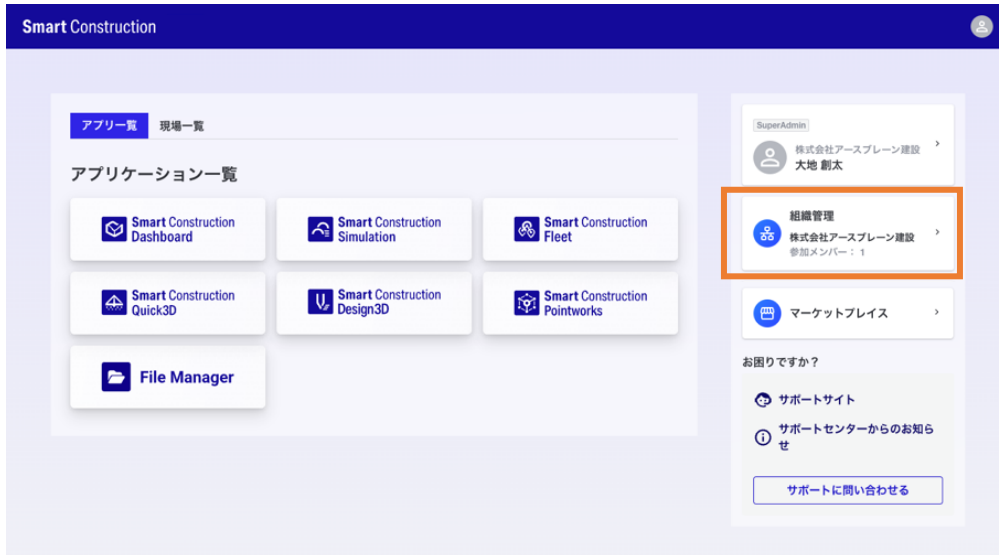 Smart Construction
アプリ一覧
現場一覧
アプリケーション一覧
Smart Construction
Dashboard
Smart Construction
Simulation
Smart Construction
Fleet
Smart Construction
Quick3D
Smart Construction
Design3D
Smart Construction
Pointworks
File Manager
SuperAdmin
株式会社アースブレーン建設
大地 創太
組織管理
株式会社アースブレーン建設
参加メンバー： 1
マーケットプレイス
お困りですか？
サポートサイト
サポートセンターからのお知ら
せ
サポートに問い合わせる